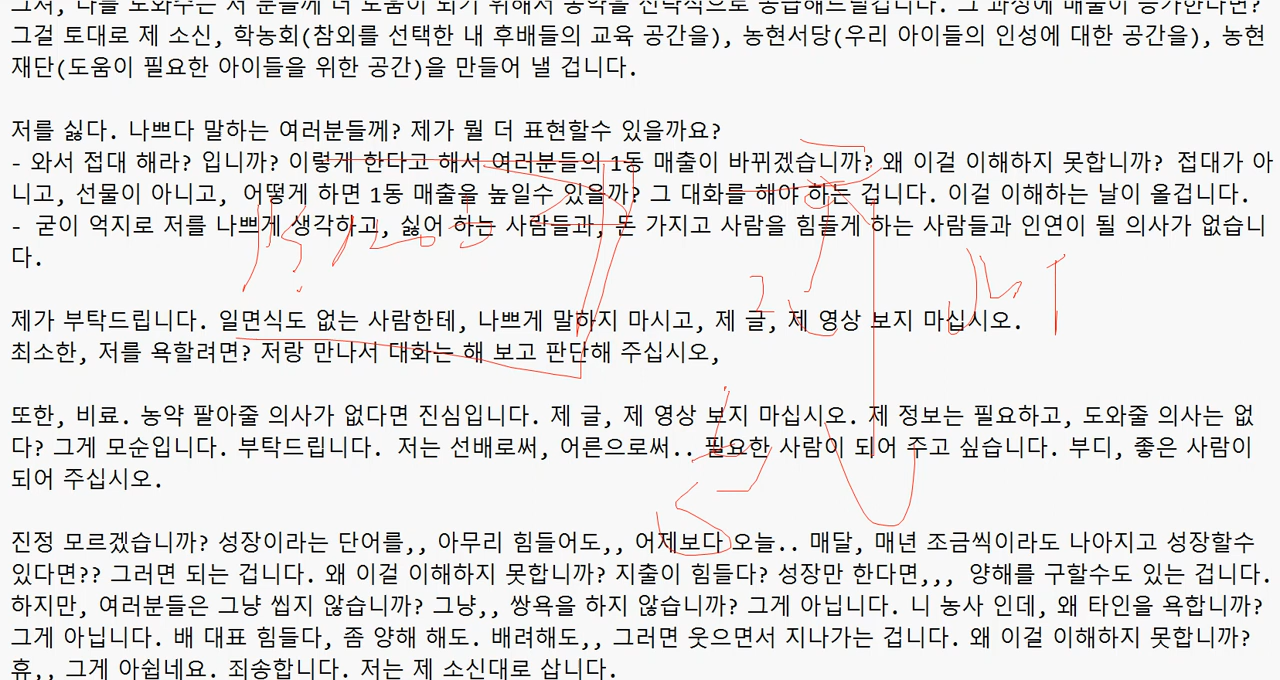 그저, 나를 도와주는 저 분들께 더 도움이 되기 위해서 농약을 선택적으로 공급해드릴겁니다. 그 과정에 매출이 증가한다면?
그걸 토대로 제 소신, 학농회(참외를 선택한 내 후배들의 교육 공간을), 농현서당(우리 아이들의 인성에 대한 공간을), 농현
재단(도움이 필요한 아이들을 위한 공간)을 만들어 낼 겁니다.
저를 싫다. 나쁘다 말하는 여러분들께? 제가 뭘 더 표현할수 있을까요?
- 와서 접대 해라? 입니까? 이렇게 한다고 해서 여러분들의 1동 매출이 바뀌겠습니까? 왜 이걸 이해하지 못합니까? 접대가 아
니고, 선물이 아니고, 어떻게 하면 1동 매출을 높일수 있을까? 그 대화를 해야 하는 겁니다. 이걸 이해하는 날이 올겁니다.
- 굳이 억지로 저를 나쁘게 생각하고, 싫어 하는 사람들과, 돈 가지고 사람을 힘들게 하는 사람들과 인연이 될 의사가 없습니
다.
제가 부탁드립니다. 일면식도 없는 사람한테, 나쁘게 말하지 마시고, 제 글, 제 영상 보지 마십시오.
최소한, 저를 욕할려면? 저랑 만나서 대화는 해 보고 판단해 주십시오,
또한, 비료. 농약 팔아줄 의사가 없다면 진심입니다. 제 글, 제 영상 보지 마십시오. 제 정보는 필요하고, 도와줄 의사는 없
다? 그게 모순입니다. 부탁드립니다. 저는 선배로써, 어른으로써.. 필요한 사람이 되어 주고 싶습니다. 부디, 좋은 사람이
되어 주십시오.
진정 모르겠습니까? 성장이라는 단어를,, 아무리 힘들어도,, 어제보다 오늘.. 매달, 매년 조금씩이라도 나아지고 성장할수
있다면?? 그러면 되는 겁니다. 왜 이걸 이해하지 못합니까? 지출이 힘들다? 성장만 한다면,,, 양해를 구할수도 있는 겁니다.
하지만, 여러분들은 그냥 씹지 않습니까? 그냥,, 쌍욕을 하지 않습니까? 그게 아닙니다. 니 농사 인데, 왜 타인을 욕합니까?
그게 아닙니다. 배 대표 힘들다, 좀 양해 해도. 배려해도,, 그러면 웃으면서 지나가는 겁니다. 왜 이걸 이해하지 못합니까?
휴,, 그게 아쉽네요. 죄송합니다. 저는 제 소신대로 삽니다.